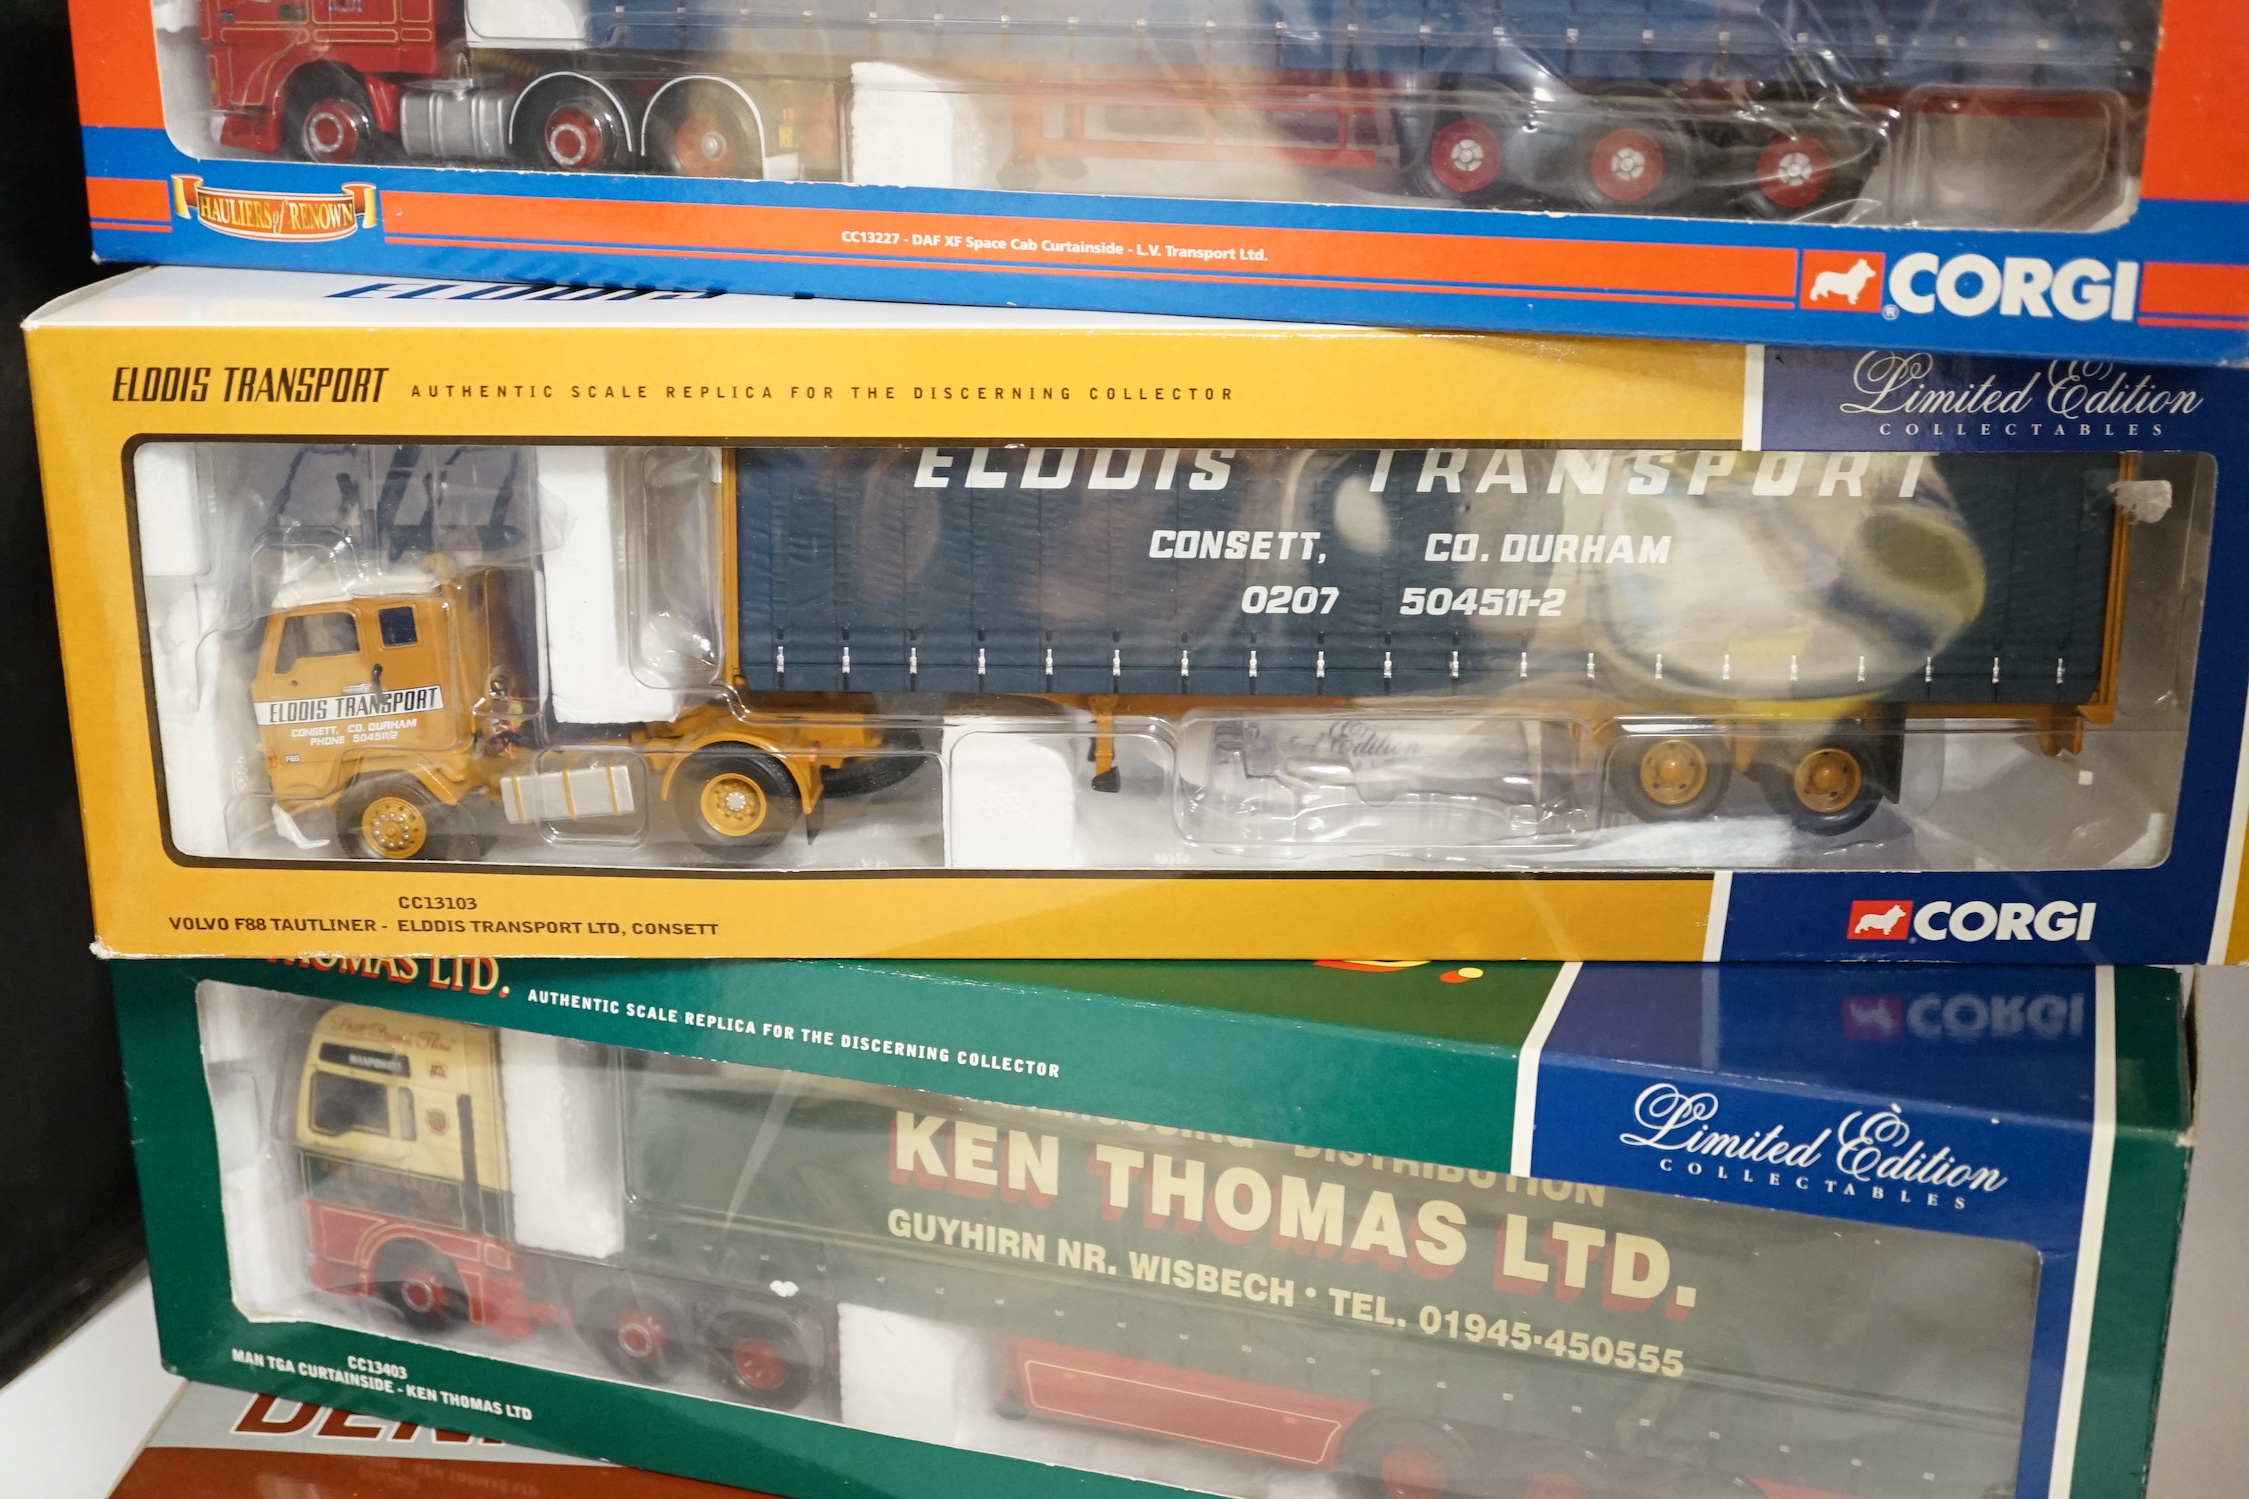 HAULIERS of RENOWN
CC13227 - DAF XF Space Cab Curtainside - L.V. Transport Ltd.
® CORGI
ELDDIS TRANSPORT AUTHENTIC SCALE REPLICA FOR THE DISCERNING COLLECTOR
Limited Edition
COLLECTABLES
ELDDIS TRANSPORT
CONSETT, CO. DURHAM
0207 504511-2
ELDDIS TRANSPORT
CONSETT, CO. DURHAM
PHONE 504511/2
F88
Edition
CC13103
VOLVO F88 TAUTLINER - ELDDIS TRANSPORT LTD, CONSETT
CORGI
THOMAS LTD.
AUTHENTIC SCALE REPLICA FOR THE DISCERNING COLLECTOR
CORGI
Limited Edition
COLLECTABLES
DISTRIBUTION
KEN THOMAS LTD.
GUYHIRN NR. WISBECH • TEL. 01945·450555
CC13403
MAN TGA CURTAINSIDE - KEN THOMAS LTD